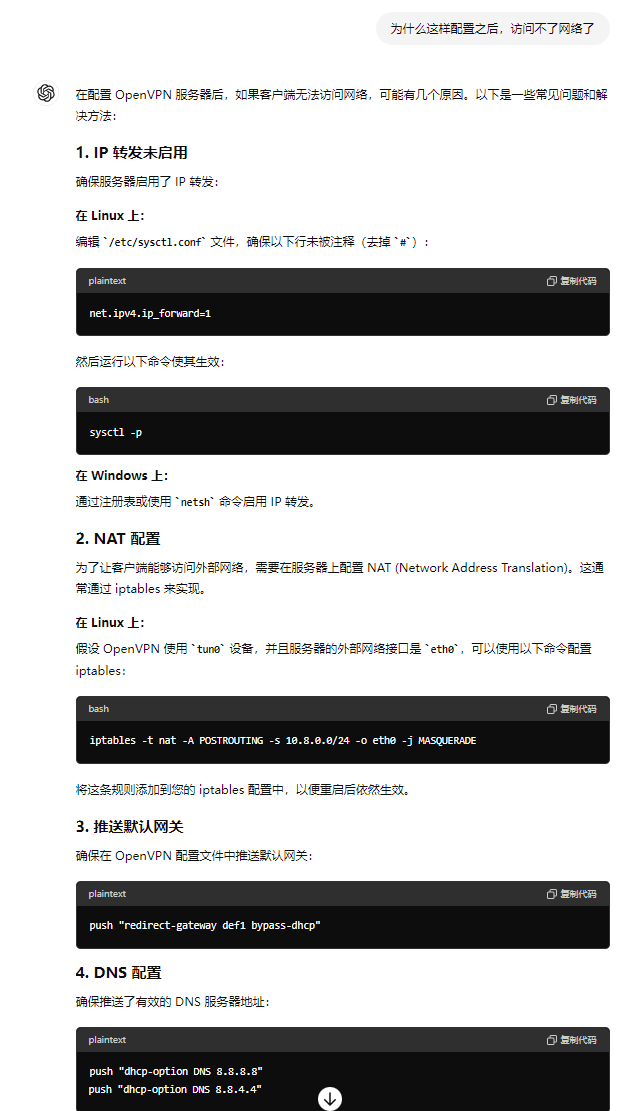 为什么这样配置之后，访问不了网络了
在配置 OpenVPN 服务器后，如果客户端无法访问网络，可能有几个原因。以下是一些常见问题和解
决方法：
1. IP 转发未启用
确保服务器启用了 IP 转发：
在 Linux 上：
编辑 `/etc/sysctl.conf` 文件，确保以下行未被注释（去掉 `#`）：
plaintext
复制代码
net.ipv4.ip_forward=1
然后运行以下命令使其生效：
bash
复制代码
sysctl -p
在 Windows 上：
通过注册表或使用 `netsh` 命令启用 IP 转发。
2. NAT 配置
为了让客户端能够访问外部网络，需要在服务器上配置 NAT (Network Address Translation)。这通
常通过 iptables 来实现。
在 Linux 上：
假设 OpenVPN 使用 `tun0` 设备，并且服务器的外部网络接口是 `eth0`，可以使用以下命令配置
iptables：
bash
复制代码
iptables -t nat -A POSTROUTING -s 10.8.0.0/24 -o eth0 -j MASQUERADE
将这条规则添加到您的 iptables 配置中，以便重启后依然生效。
3. 推送默认网关
确保在 OpenVPN 配置文件中推送默认网关：
plaintext
复制代码
push "redirect-gateway def1 bypass-dhcp"
4. DNS 配置
确保推送了有效的 DNS 服务器地址：
plaintext
复制代码
push "dhcp-option DNS 8.8.8.8"
push "dhcp-option DNS 8.8.4.4"